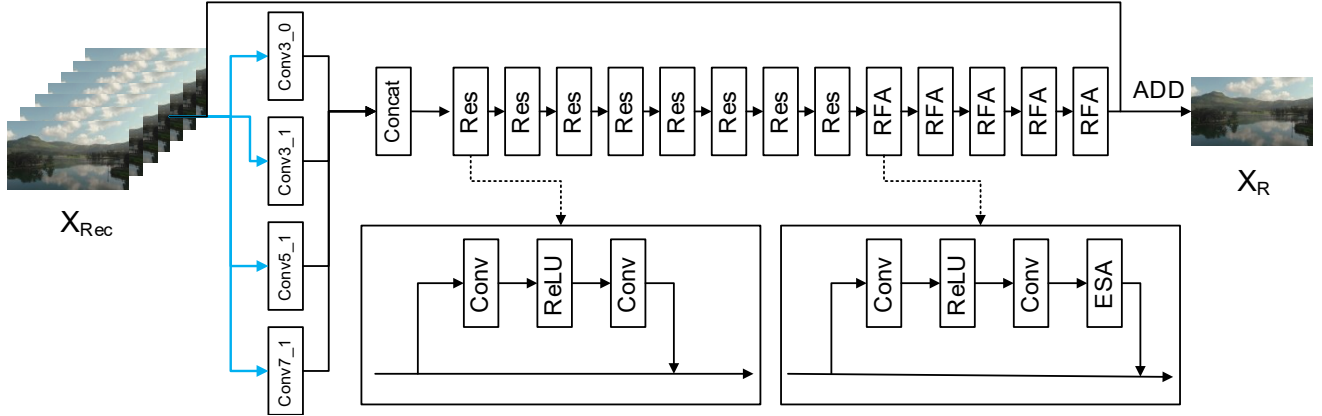 X_Rec
Conv3_0
Conv3_1
Conv5_1
Conv7_1
Concat
Res
Res
Res
Res
Res
Res
Res
Res
RFA
RFA
RFA
RFA
RFA
ADD
X_R
Conv
ReLU
Conv
Conv
ReLU
Conv
ESA